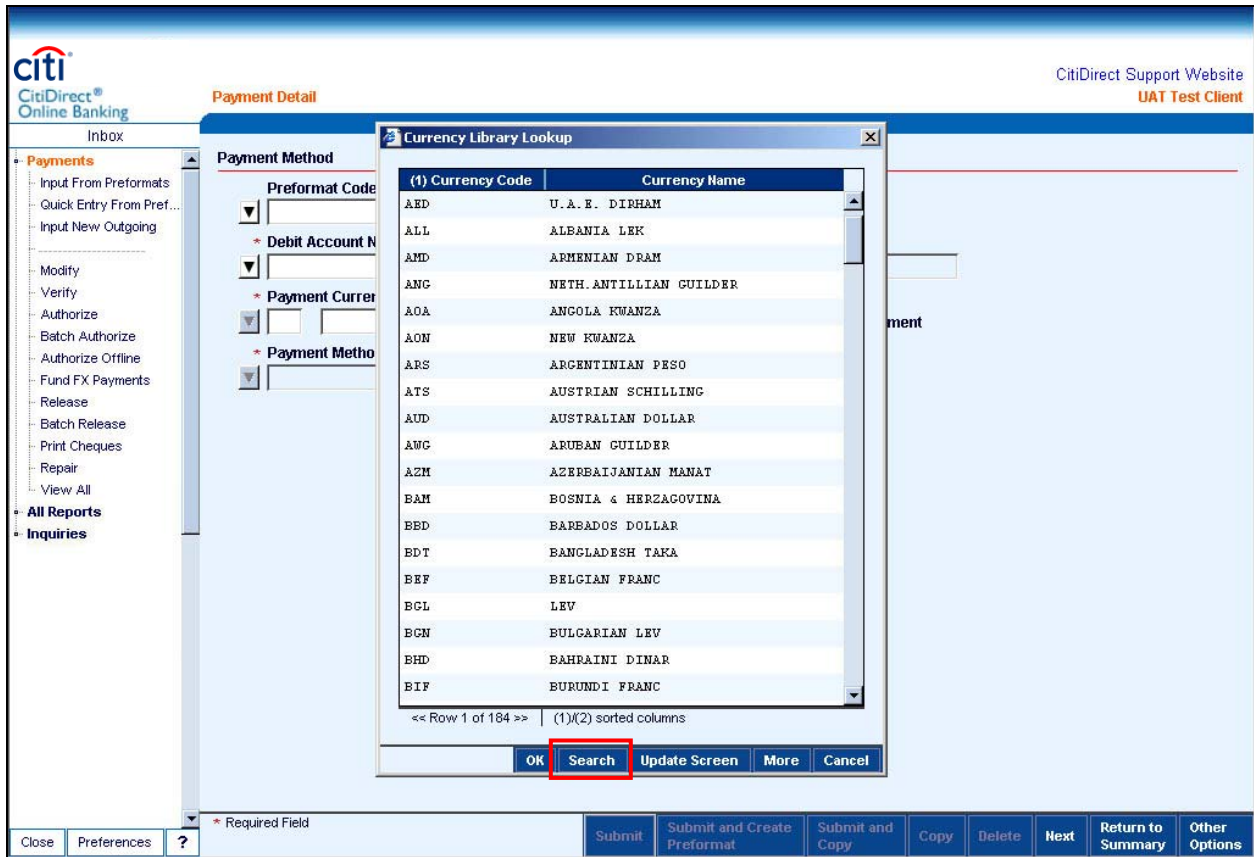 citi
CitiDirect®
Online Banking
Payment Detail
CitiDirect Support Website
UAT Test Client
Inbox
Payments
Input From Preformats
Quick Entry From Pref...
Input New Outgoing
Modify
Verify
Authorize
Batch Authorize
Authorize Offline
Fund FX Payments
Release
Batch Release
Print Cheques
Repair
View All
All Reports
Inquiries
Payment Method
Preformat Code
* Debit Account N
* Payment Curren
ment
* Payment Metho
Currency Library Lookup
(1) Currency Code Currency Name
AED U.A.E. DIRHAM
ALL ALBANIA LEK
AMD ARMENIAN DRAM
ANG NETH.ANTILLIAN GUILDER
AOA ANGOLA KWANZA
AON NEW KWANZA
ARS ARGENTINIAN PESO
ATS AUSTRIAN SCHILLING
AUD AUSTRALIAN DOLLAR
AWG ARUBAN GUILDER
AZM AZERBAIJANIAN MANAT
BAM BOSNIA & HERZAGOVINA
BBD BARBADOS DOLLAR
BDT BANGLADESH TAKA
BEF BELGIAN FRANC
BGL LEV
BGN BULGARIAN LEV
BHD BAHRAINI DINAR
BIF BURUNDI FRANC
<< Row 1 of 184 >> (1)/(2) sorted columns
OK Search Update Screen More Cancel
* Required Field
Close Preferences ?
Submit
Submit and Create
Preformat
Submit and
Copy
Copy
Delete
Next
Return to
Summary
Other
Options